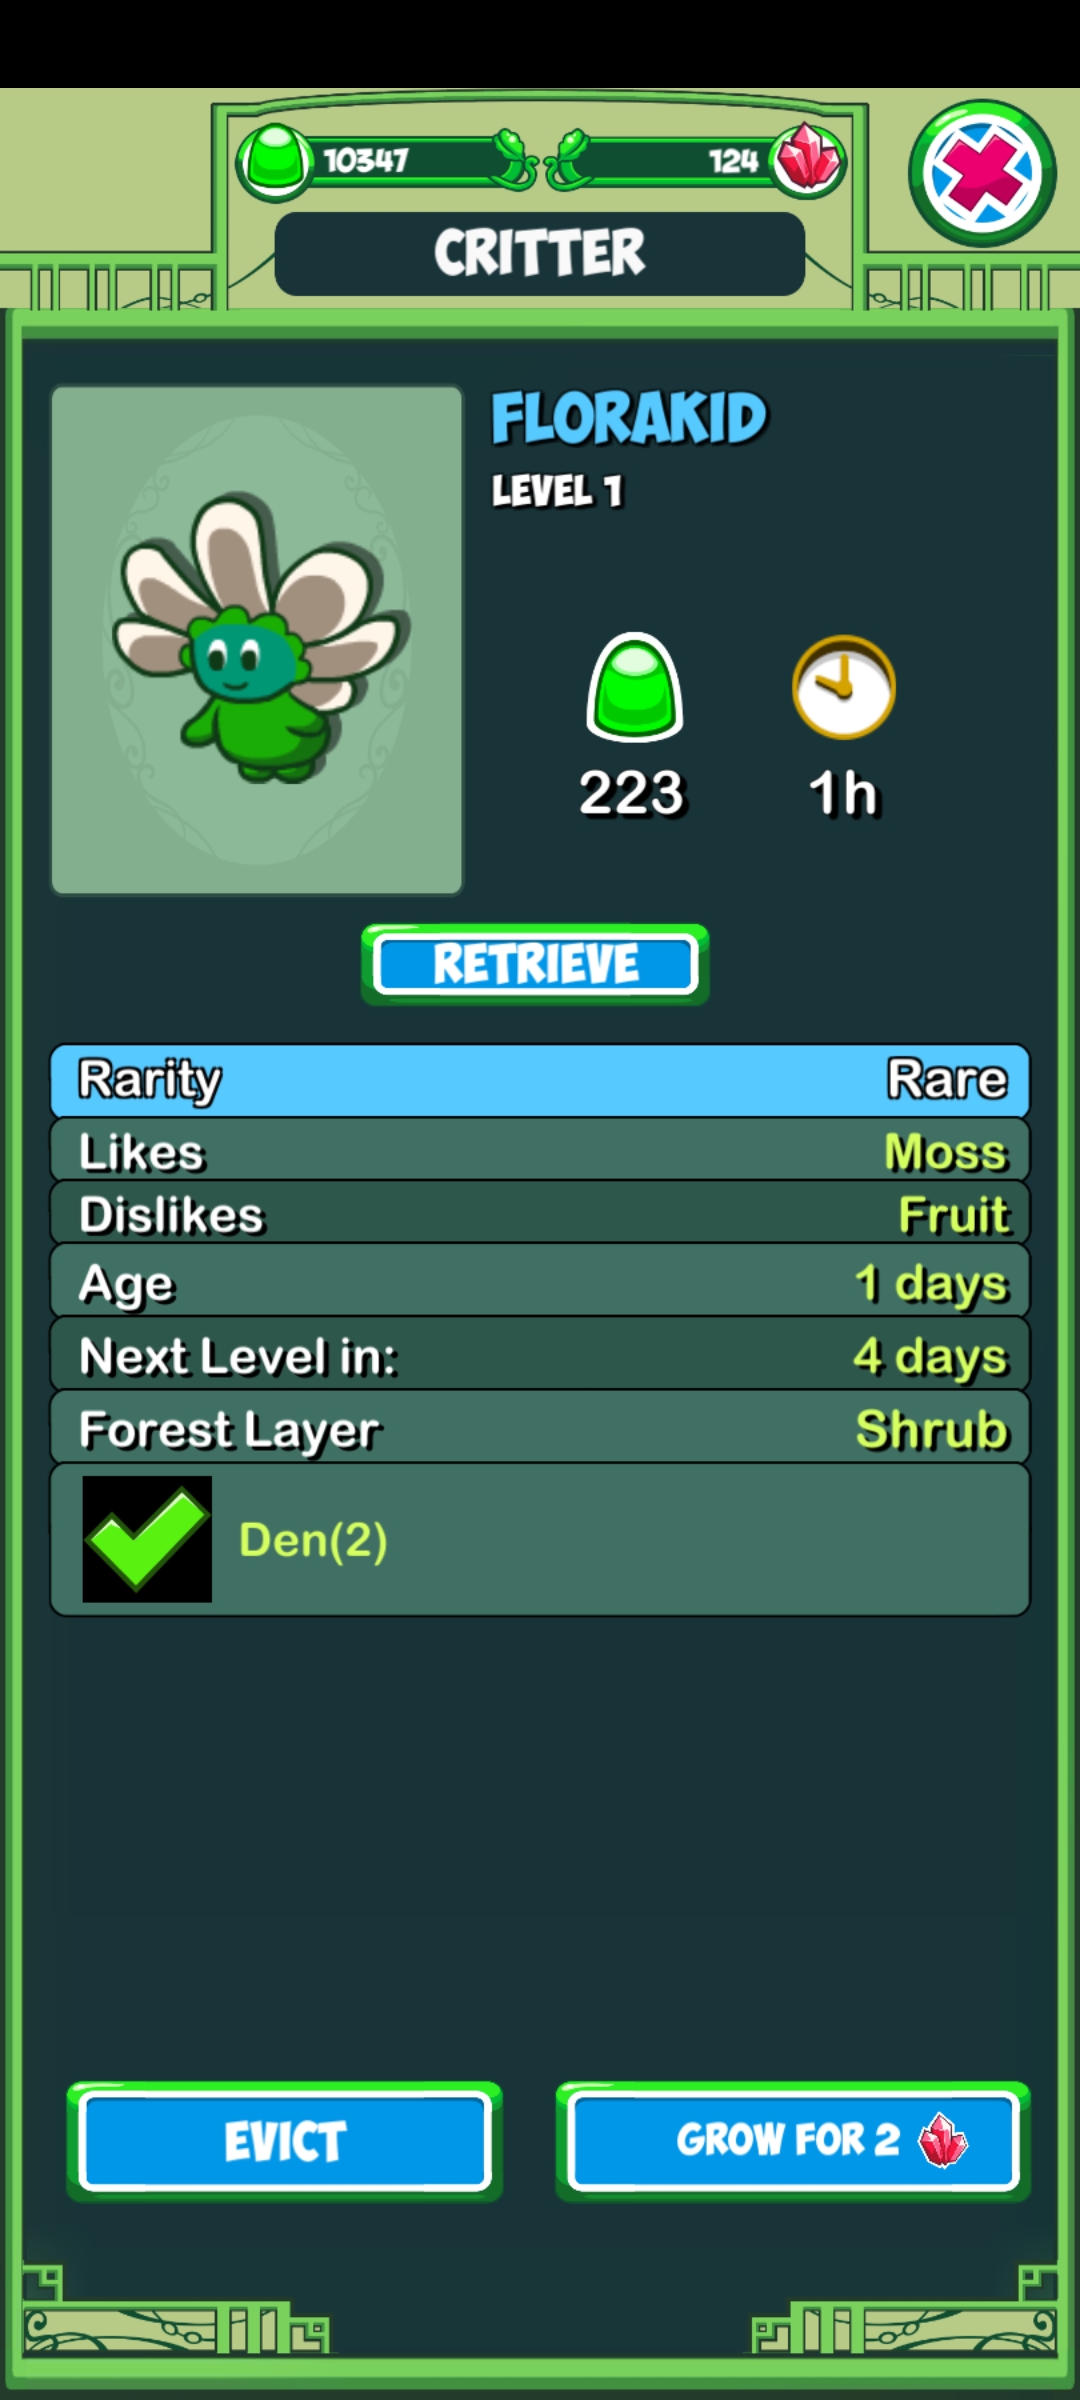 10347 124
CRITTER
FLORAKID
LEVEL 1
223 1h
RETRIEVE
Rarity Rare
Likes Moss
Dislikes Fruit
Age 1 days
Next Level in: 4 days
Forest Layer Shrub
Den(2)
EVICT GROW FOR 2